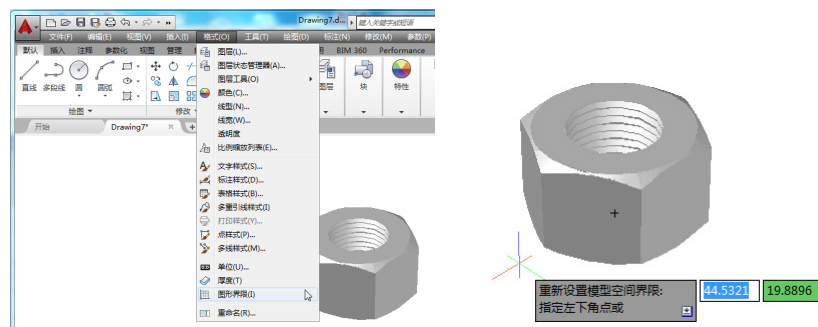 Drawing7.d...
键入关键字或短语
文件(F) 编辑(E) 视图(V) 插入(I) 格式(O) 工具(T) 绘图(D) 标注(N) 修改(M) 参数(P)
默认 插入 注释 参数化 视图 管理 BIM 360 Performance
直线 多段线 圆 圆弧
图层 块 特性
绘图 修改
开始 Drawing7*
图层(L)...
图层状态管理器(A)...
图层工具(O)
颜色(C)...
线型(N)...
线宽(W)...
透明度
比例缩放列表(E)...
文字样式(S)...
标注样式(D)...
表格样式(B)...
多重引线样式(I)
打印样式(Y)...
点样式(P)...
多线样式(M)...
单位(U)...
厚度(T)
图形界限(I)
重命名(R)...
重新设置模型空间界限:
指定左下角点或
44.5321 19.8896